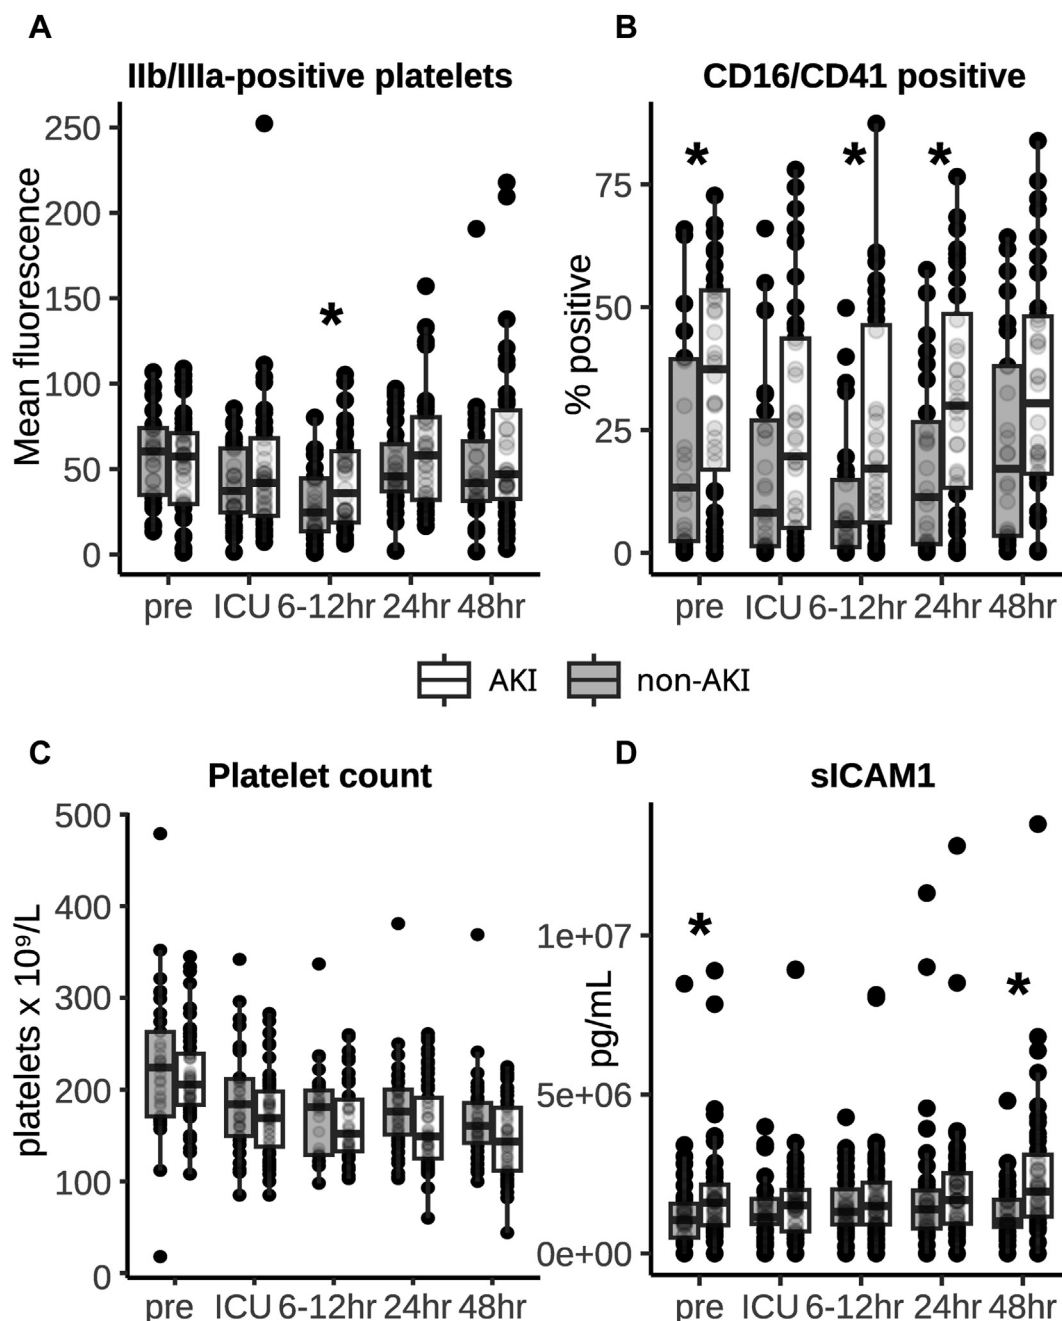 A
IIb/IIIa-positive platelets
Mean fluorescence
250
200
150
100
50
0
*
pre ICU 6-12hr 24hr 48hr
B
CD16/CD41 positive
% positive
75
50
25
0
* * *
pre ICU 6-12hr 24hr 48hr
AKI non-AKI
C
Platelet count
platelets x 10⁹/L
500
400
300
200
100
0
pre ICU 6-12hr 24hr 48hr
D
sICAM1
pg/mL
1e+07
5e+06
0e+00
* *
pre ICU 6-12hr 24hr 48hr